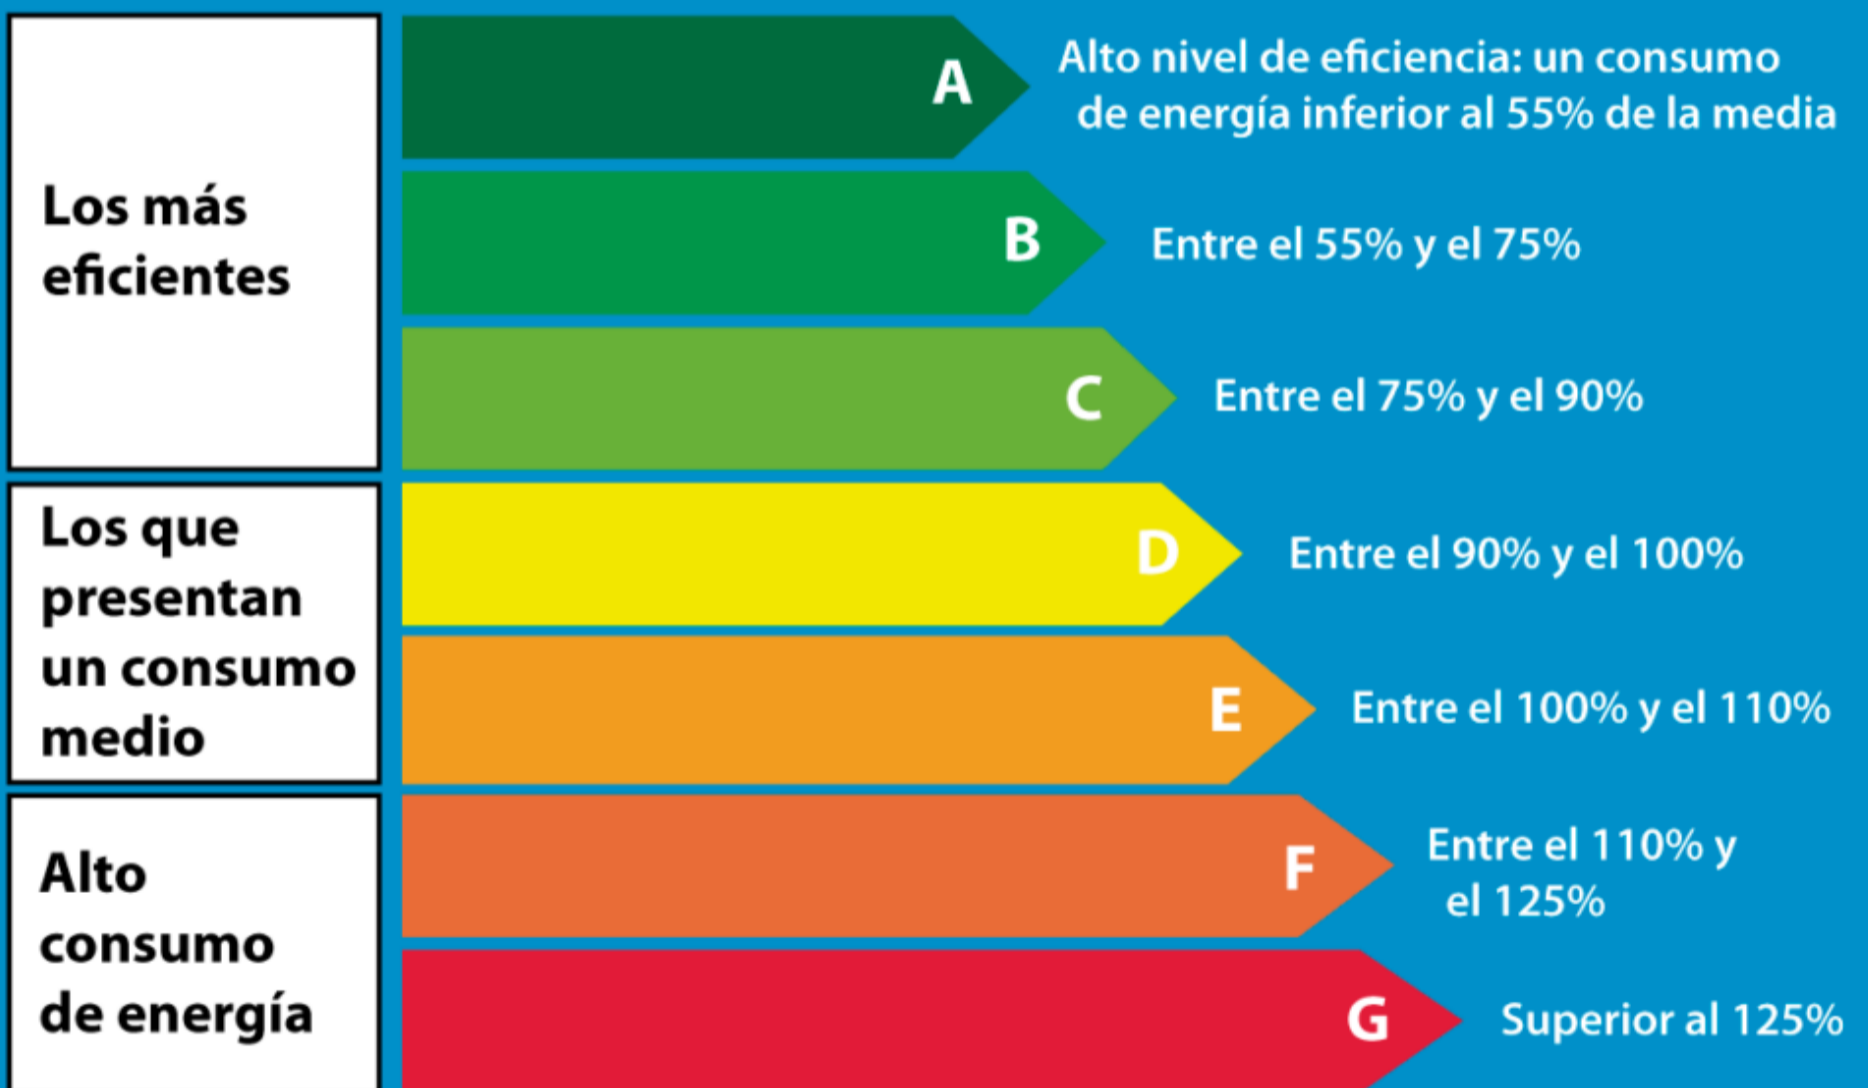 Los más
eficientes
A
Alto nivel de eficiencia: un consumo
de energía inferior al 55% de la media
B
Entre el 55% y el 75%
C
Entre el 75% y el 90%
Los que
presentan
un consumo
medio
D
Entre el 90% y el 100%
E
Entre el 100% y el 110%
Alto
consumo
de energía
F
Entre el 110% y
el 125%
G
Superior al 125%